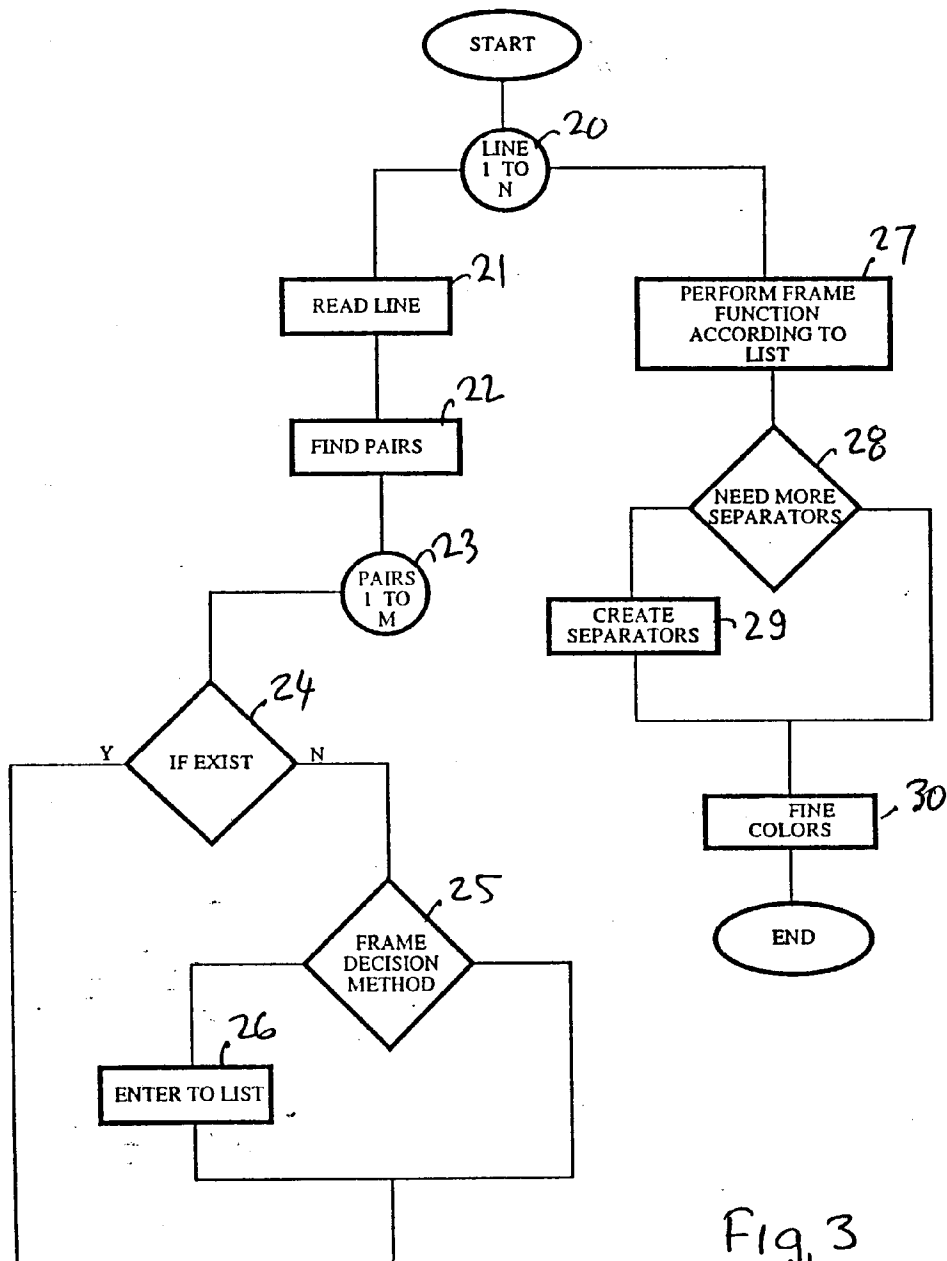 START
20
LINE
1 TO
N
21
READ LINE
22
FIND PAIRS
23
PAIRS
1 TO
M
24
Y
IF EXIST
N
25
FRAME
DECISION
METHOD
26
ENTER TO LIST
27
PERFORM FRAME
FUNCTION
ACCORDING TO
LIST
28
NEED MORE
SEPARATORS
CREATE
SEPARATORS
29
FINE
COLORS
30
END
Fig. 3